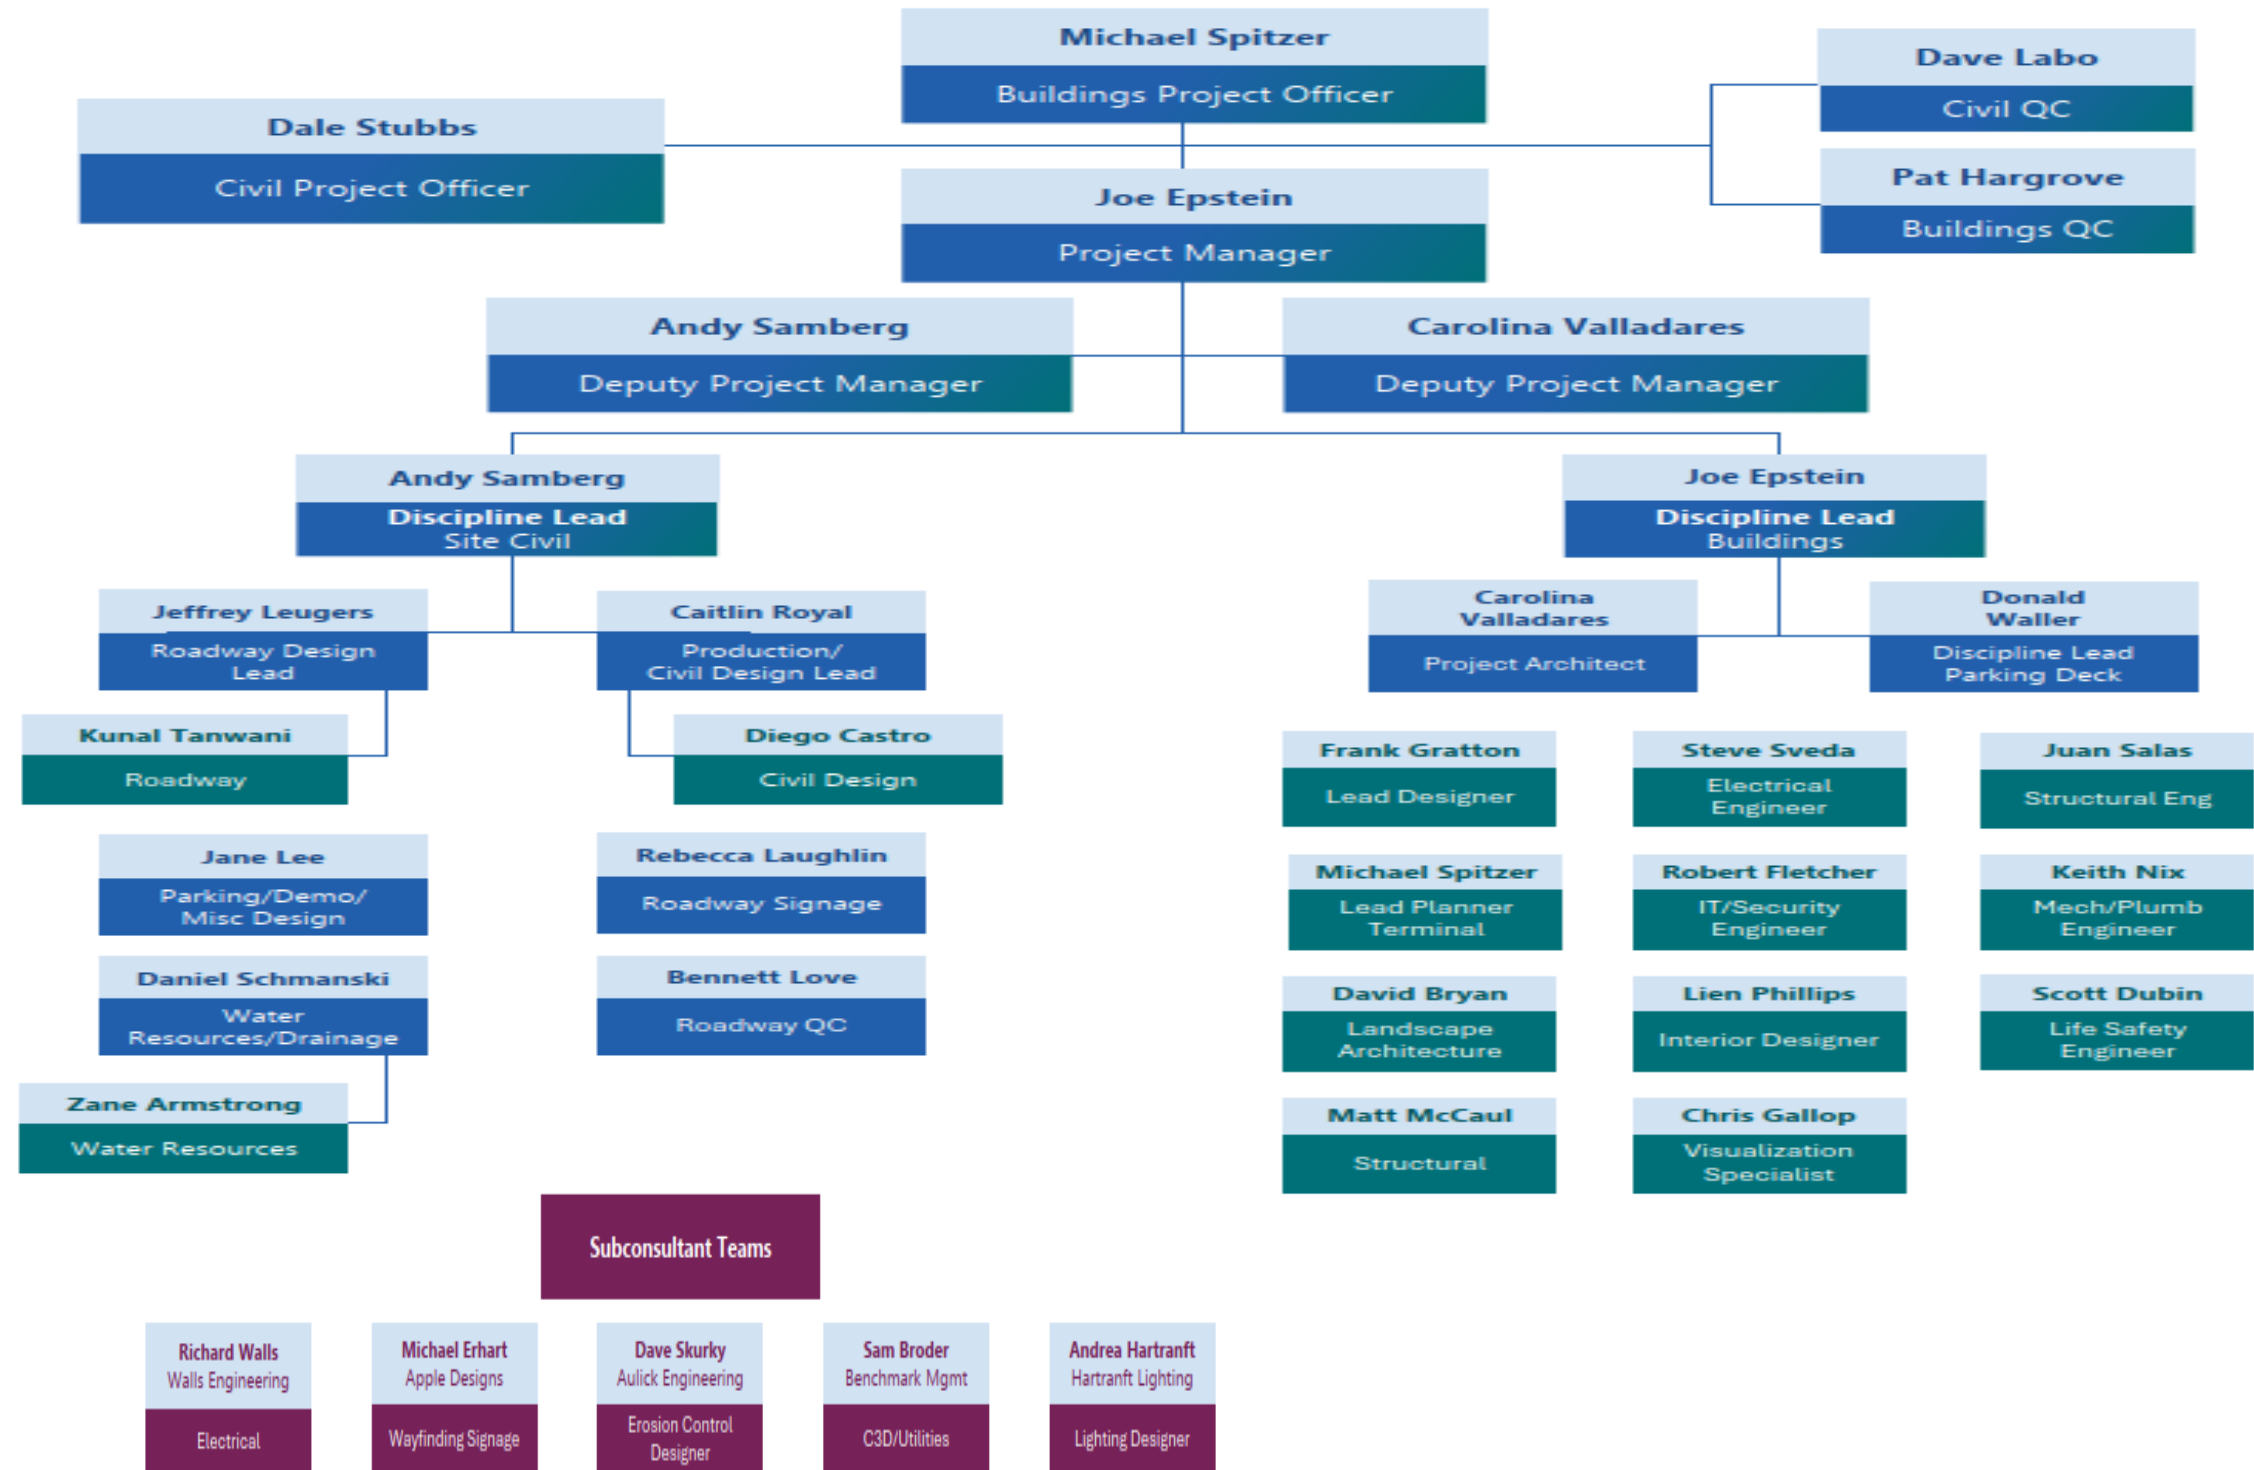 Michael Spitzer
Buildings Project Officer
Dave Labo
Civil QC
Dale Stubbs
Civil Project Officer
Pat Hargrove
Buildings QC
Joe Epstein
Project Manager
Andy Samberg
Deputy Project Manager
Carolina Valladares
Deputy Project Manager
Andy Samberg
Discipline Lead
Site Civil
Joe Epstein
Discipline Lead
Buildings
Jeffrey Leugers
Roadway Design
Lead
Caitlin Royal
Production/
Civil Design Lead
Carolina
Valladares
Project Architect
Donald
Waller
Discipline Lead
Parking Deck
Kunal Tanwani
Roadway
Diego Castro
Civil Design
Frank Gratton
Lead Designer
Steve Sveda
Electrical
Engineer
Juan Salas
Structural Eng
Jane Lee
Parking/Demo/
Misc Design
Rebecca Laughlin
Roadway Signage
Michael Spitzer
Lead Planner
Terminal
Robert Fletcher
IT/Security
Engineer
Keith Nix
Mech/Plumb
Engineer
Daniel Schmanski
Water
Resources/Drainage
Bennett Love
Roadway QC
David Bryan
Landscape
Architecture
Lien Phillips
Interior Designer
Scott Dubin
Life Safety
Engineer
Zane Armstrong
Water Resources
Matt McCaul
Structural
Chris Gallop
Visualization
Specialist
Subconsultant Teams
Richard Walls
Walls Engineering
Electrical
Michael Erhart
Apple Designs
Wayfinding Signage
Dave Skurky
Aulick Engineering
Erosion Control
Designer
Sam Broder
Benchmark Mgmt
C3D/Utilities
Andrea Hartranft
Hartranft Lighting
Lighting Designer